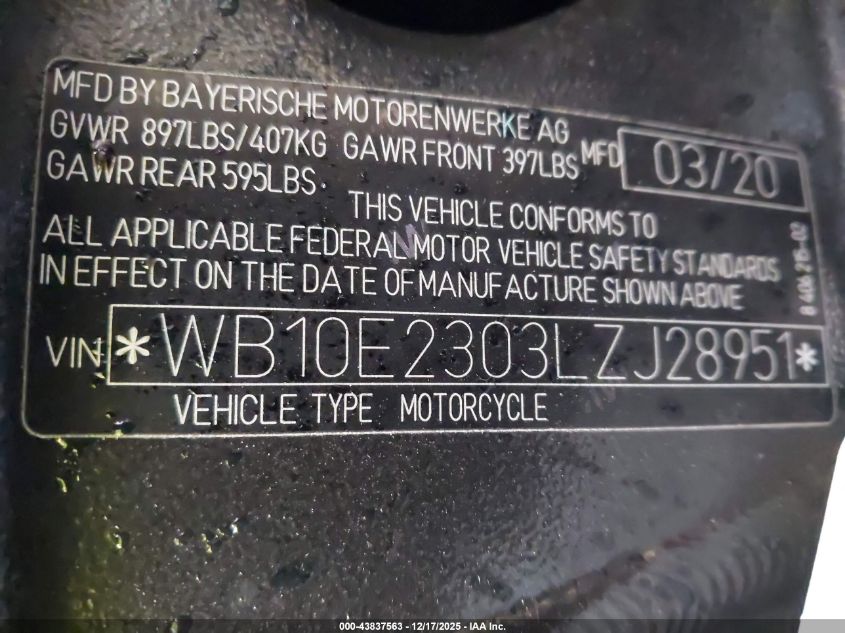 MFD BY BAYERISCHE MOTORENWERKE AG
GVWR 897LBS/407KG GAWR FRONT 397LBS MFD 03/20
GAWR REAR 595LBS
THIS VEHICLE CONFORMS TO
ALL APPLICABLE FEDERAL MOTOR VEHICLE SAFETY STANDARDS
IN EFFECT ON THE DATE OF MANUFACTURE SHOWN ABOVE
VIN *WB10E2303LZJ28951*
VEHICLE TYPE MOTORCYCLE
000-43837563 - 12/17/2025 - IAA Inc.